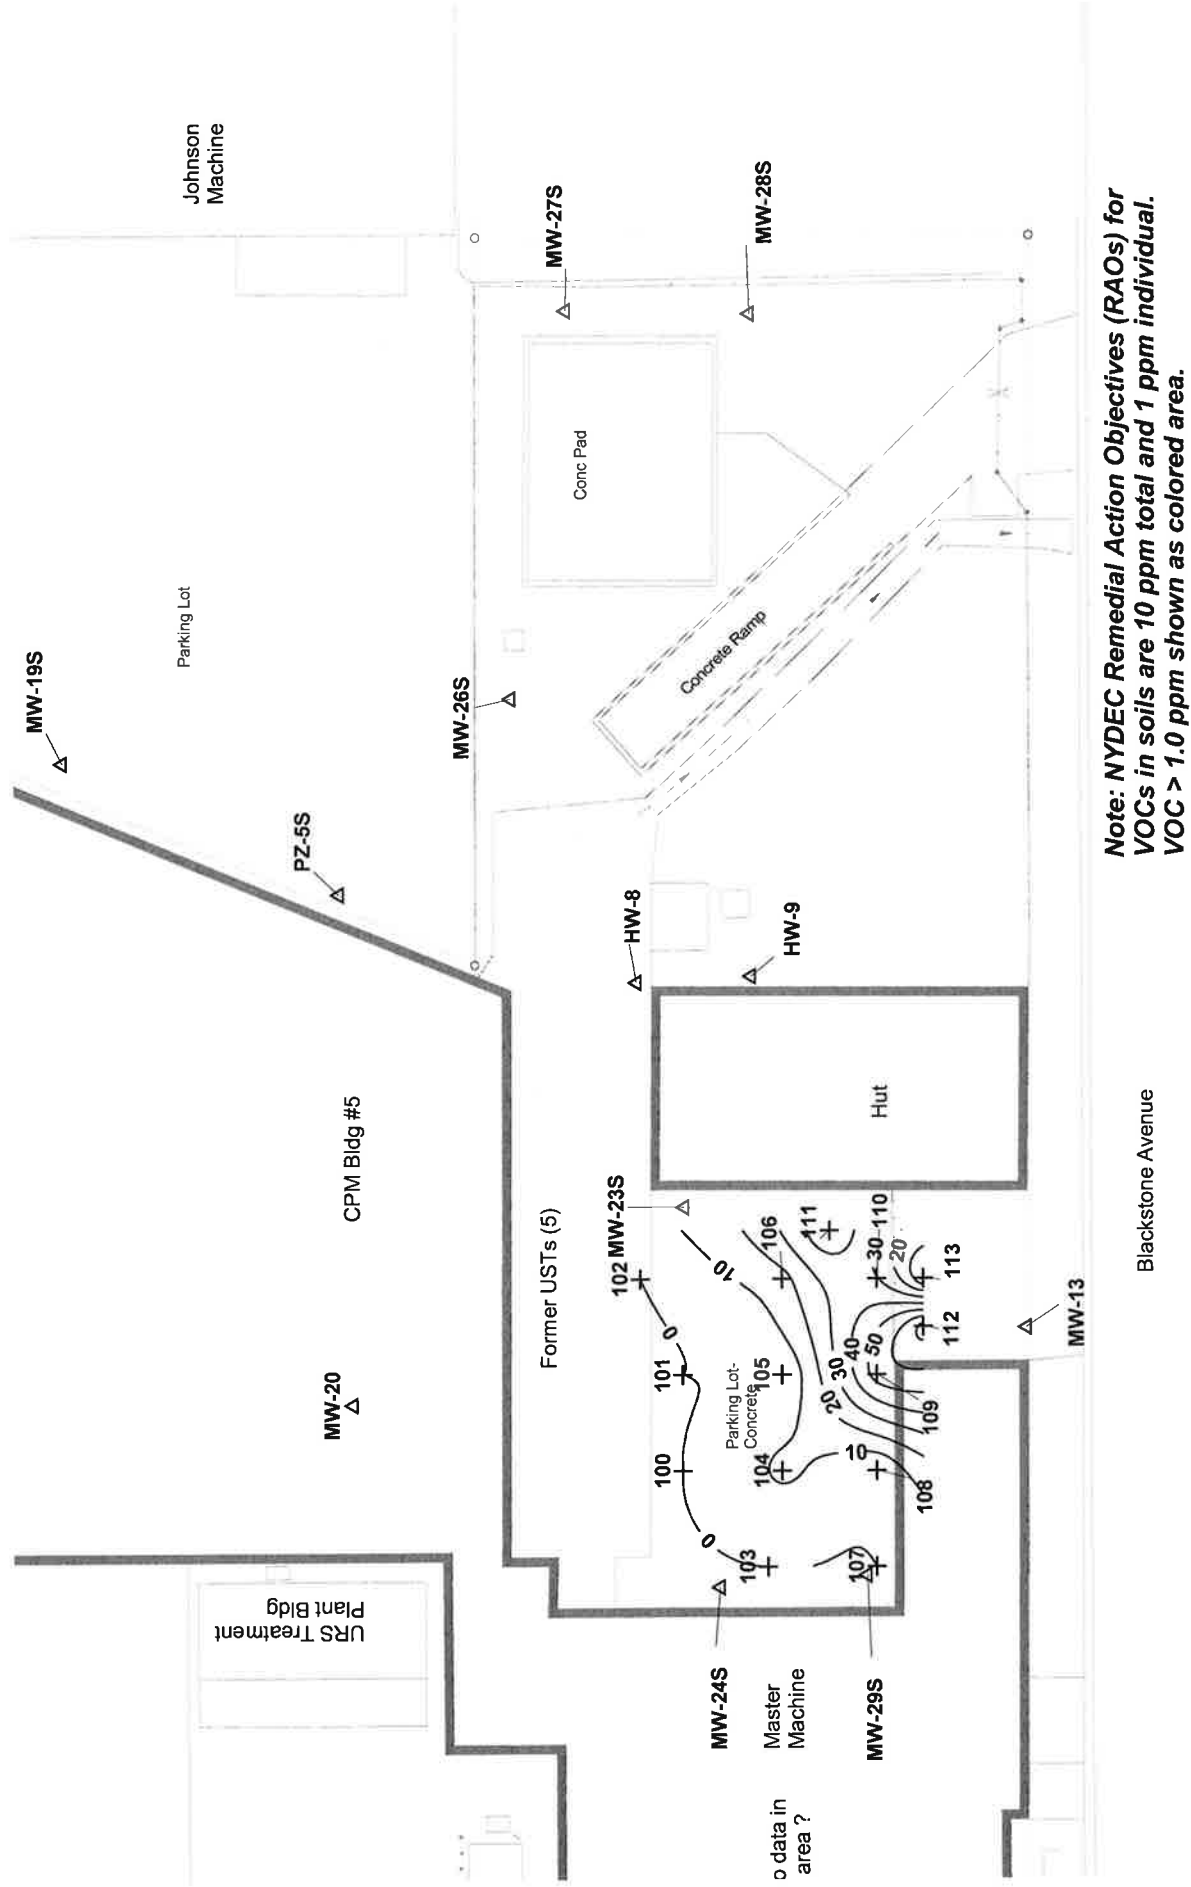 Johnson
Machine
MW-27S
MW-28S
Conc Pad
Parking Lot
MW-19S
MW-26S
Concrete Ramp
PZ-5S
HW-8
HW-9
CPM Bldg #5
Hut
Former USTs (5)
MW-23S
102
106
111
110
10
0
101
105
Parking Lot-
Concrete
30
20
113
112
MW-13
40
50
30
20
109
MW-20
100
104
10
108
0
103
107
URS Treatment
Plant Bldg
MW-24S
Master
Machine
MW-29S
o data in
area ?
Blackstone Avenue
Note: NYDEC Remedial Action Objectives (RAOs) for
VOCs in soils are 10 ppm total and 1 ppm individual.
VOC > 1.0 ppm shown as colored area.